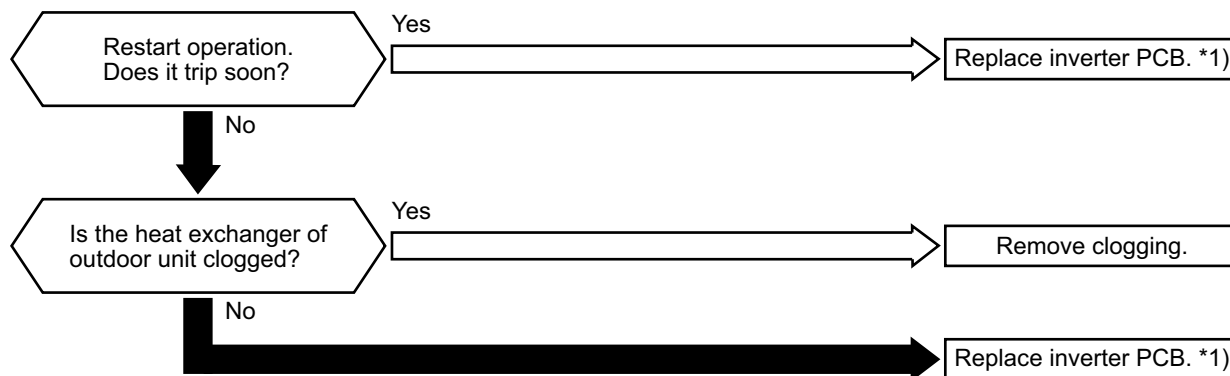 Restart operation.
Does it trip soon?
Yes
Replace inverter PCB. *1)
No
Is the heat exchanger of
outdoor unit clogged?
Yes
Remove clogging.
No
Replace inverter PCB. *1)